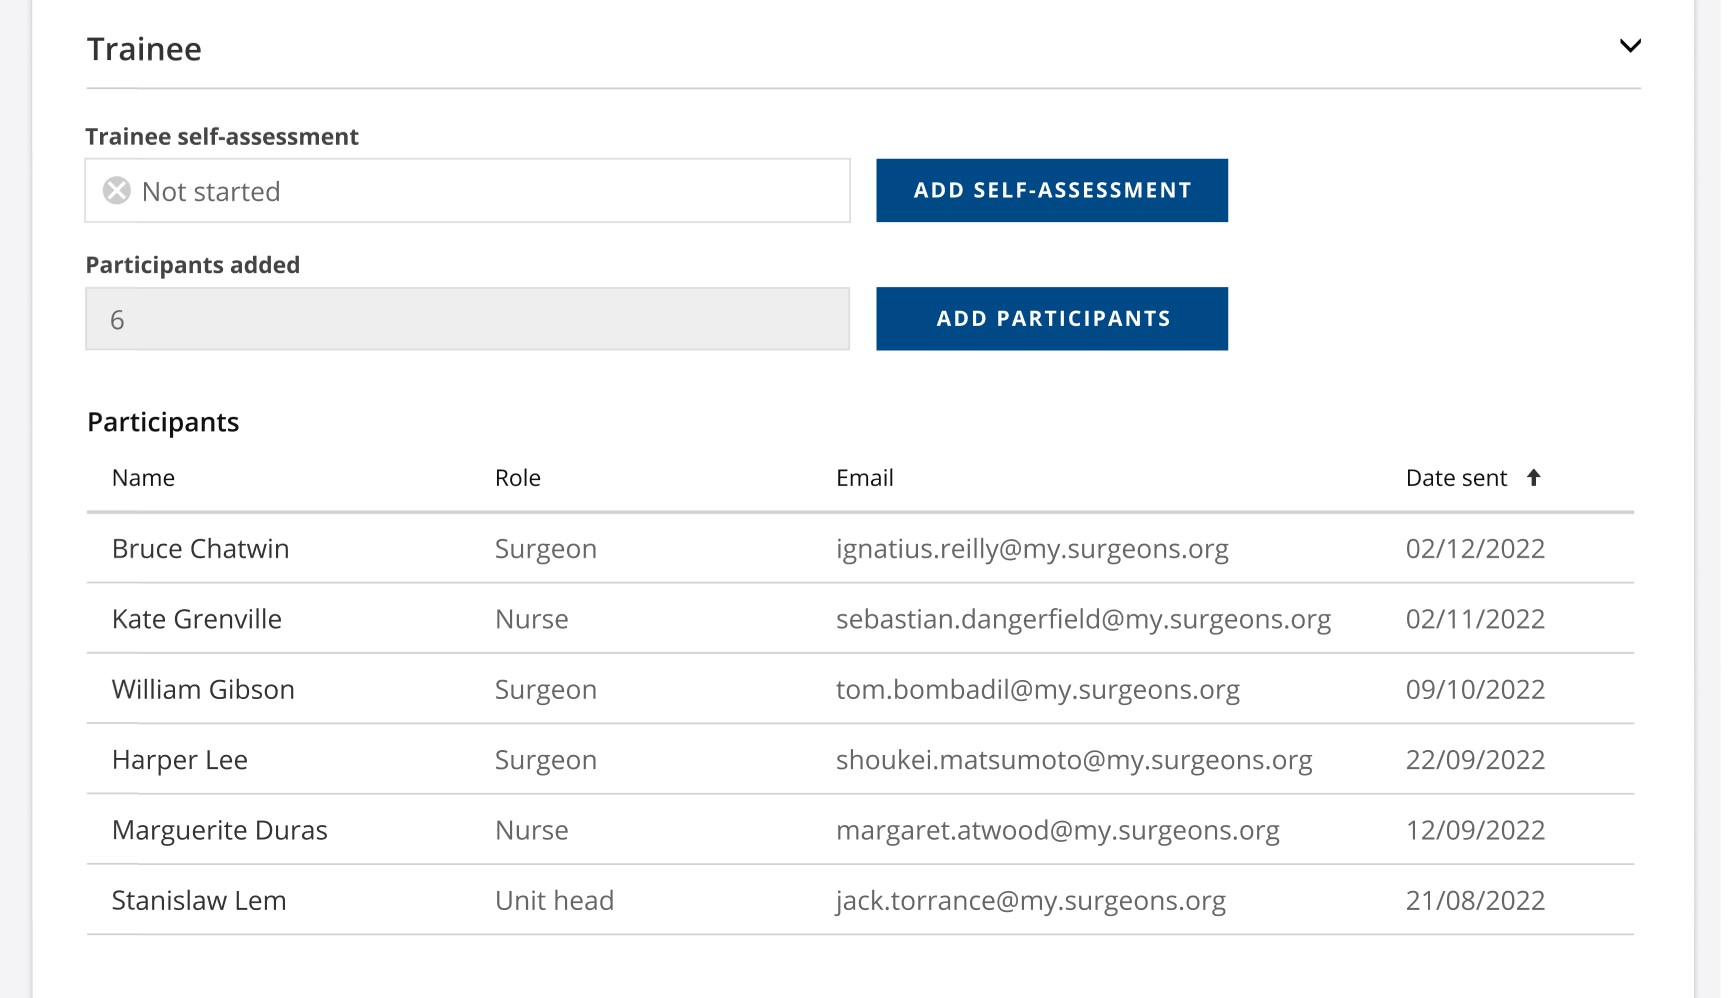 Trainee
Trainee self-assessment
Not started
ADD SELF-ASSESSMENT
Participants added
6
ADD PARTICIPANTS
Participants
Name Role Email Date sent
Bruce Chatwin Surgeon ignatius.reilly@my.surgeons.org 02/12/2022
Kate Grenville Nurse sebastian.dangerfield@my.surgeons.org 02/11/2022
William Gibson Surgeon tom.bombadil@my.surgeons.org 09/10/2022
Harper Lee Surgeon shoukei.matsumoto@my.surgeons.org 22/09/2022
Marguerite Duras Nurse margaret.atwood@my.surgeons.org 12/09/2022
Stanislaw Lem Unit head jack.torrance@my.surgeons.org 21/08/2022